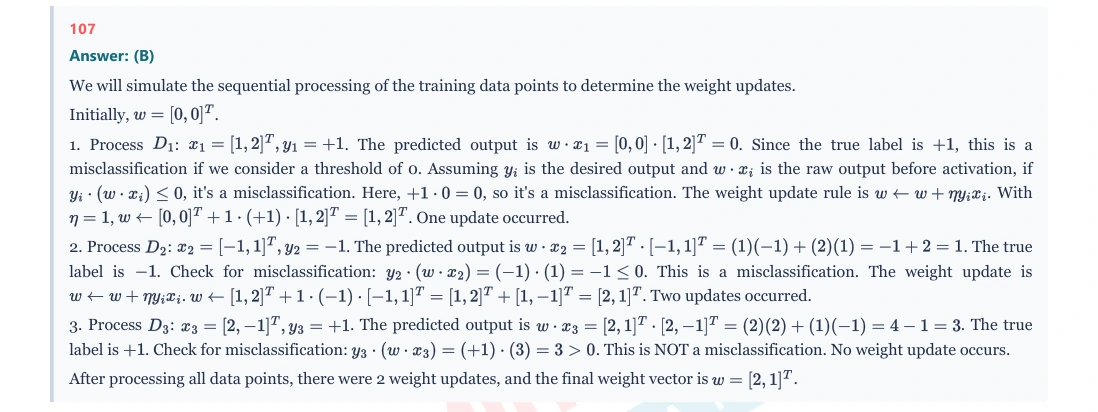 107
Answer: (B)
We will simulate the sequential processing of the training data points to determine the weight updates.
Initially, w = [0, 0]^T.
1. Process D₁: x₁ = [1, 2]^T, y₁ = +1. The predicted output is w · x₁ = [0, 0] · [1, 2]^T = 0. Since the true label is +1, this is a
misclassification if we consider a threshold of 0. Assuming yᵢ is the desired output and w · xᵢ is the raw output before activation, if
yᵢ · (w · xᵢ) ≤ 0, it's a misclassification. Here, +1 · 0 = 0, so it's a misclassification. The weight update rule is w ← w + ηyᵢxᵢ. With
η = 1, w ← [0, 0]^T + 1 · (+1) · [1, 2]^T = [1, 2]^T. One update occurred.
2. Process D₂: x₂ = [−1, 1]^T, y₂ = −1. The predicted output is w · x₂ = [1, 2]^T · [−1, 1]^T = (1)(−1) + (2)(1) = −1 + 2 = 1. The true
label is −1. Check for misclassification: y₂ · (w · x₂) = (−1) · (1) = −1 ≤ 0. This is a misclassification. The weight update is
w ← w + ηyᵢxᵢ. w ← [1, 2]^T + 1 · (−1) · [−1, 1]^T = [1, 2]^T + [1, −1]^T = [2, 1]^T. Two updates occurred.
3. Process D₃: x₃ = [2, −1]^T, y₃ = +1. The predicted output is w · x₃ = [2, 1]^T · [2, −1]^T = (2)(2) + (1)(−1) = 4 − 1 = 3. The true
label is +1. Check for misclassification: y₃ · (w · x₃) = (+1) · (3) = 3 > 0. This is NOT a misclassification. No weight update occurs.
After processing all data points, there were 2 weight updates, and the final weight vector is w = [2, 1]^T.